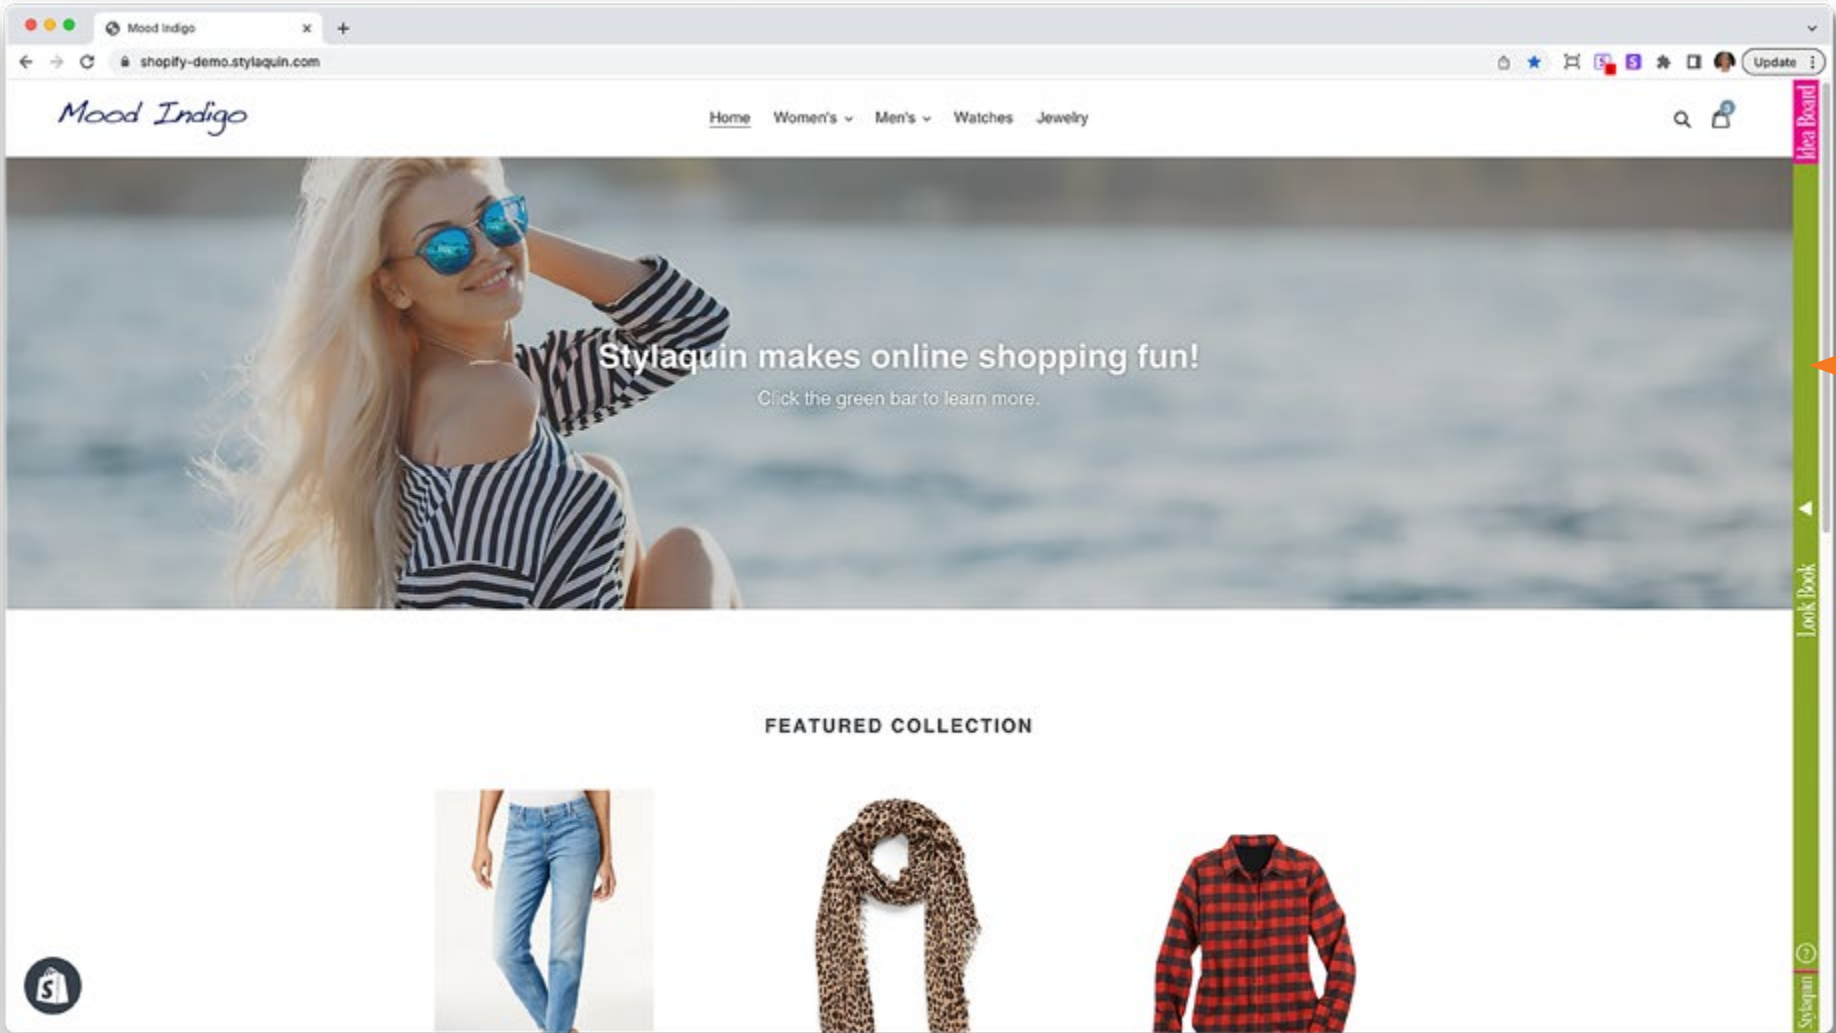 Mood Indigo
shopify-demo.stylaquin.com
Update
Mood Indigo
Home
Women's
Men's
Watches
Jewelry
Idea Board
Stylaquin makes online shopping fun!
Click the green bar to learn more.
Look Book
FEATURED COLLECTION
?
Stylaquin
S